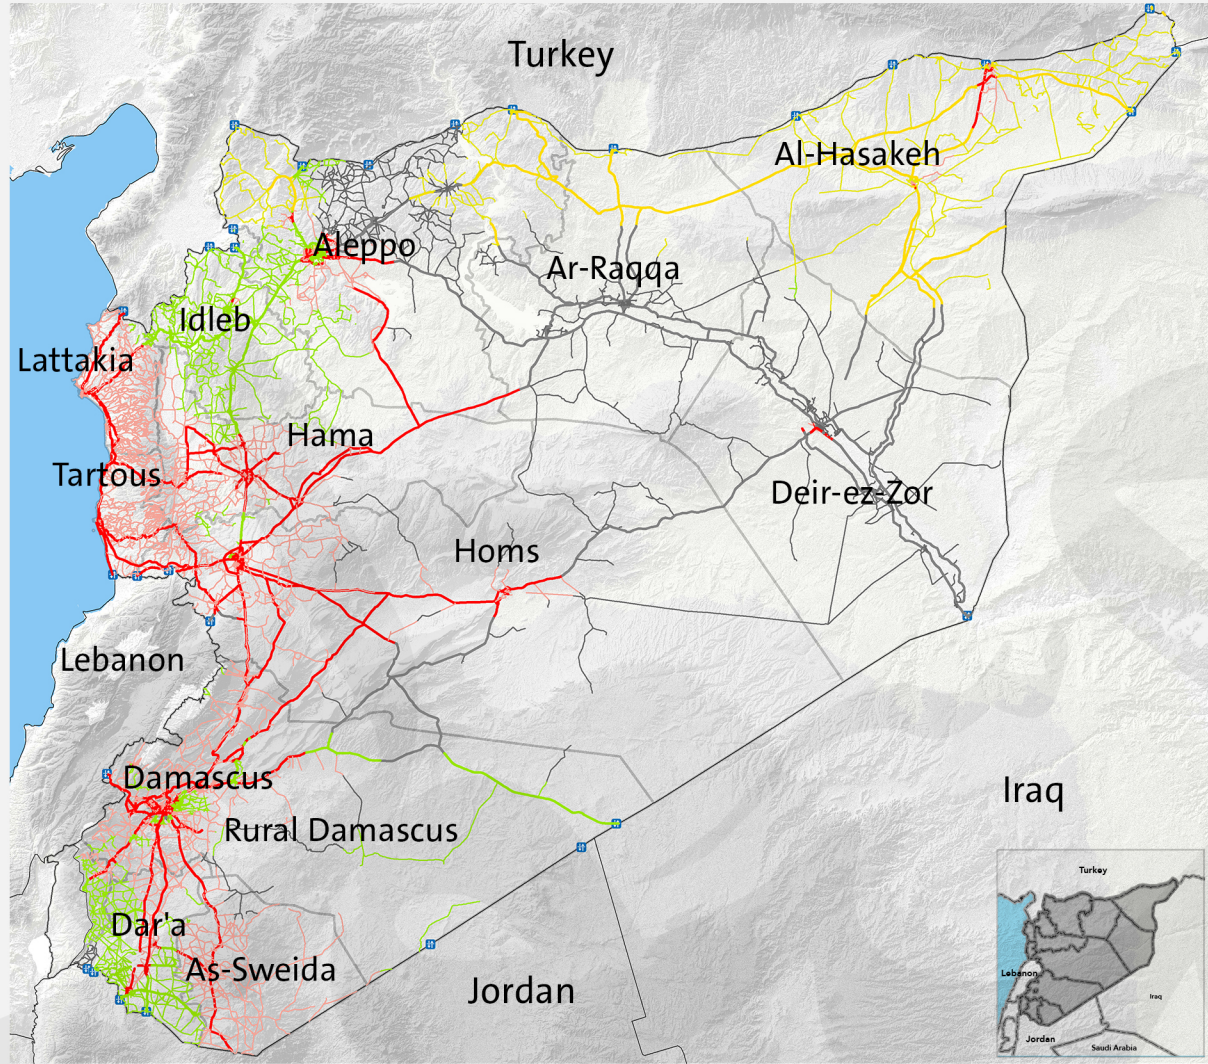 Turkey
Al-Hasakeh
Aleppo
Ar-Raqqa
Idleb
Lattakia
Hama
Tartous
Deir-ez-Zor
Homs
Lebanon
Damascus
Iraq
Rural Damascus
Dar'a
As-Sweida
Jordan
Turkey
Lebanon
Iraq
Jordan
Saudi Arabia